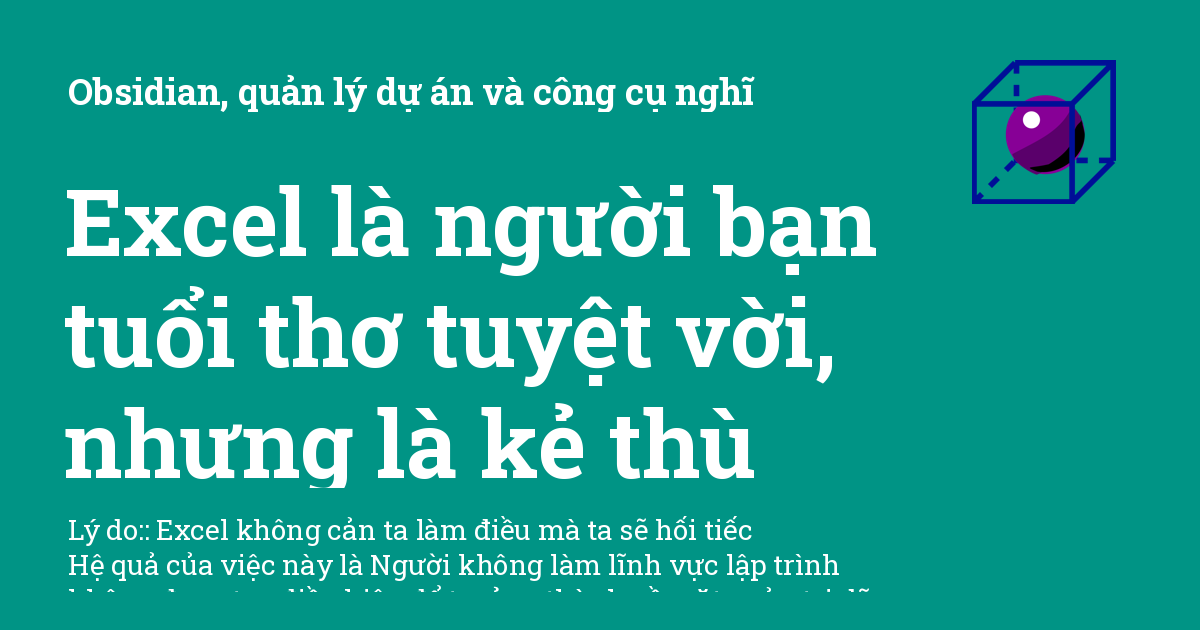 Obsidian, quản lý dự án và công cụ nghĩ
Excel là người bạn
tuổi thơ tuyệt vời,
nhưng là kẻ thù
Lý do:: Excel không cản ta làm điều mà ta sẽ hối tiếc
Hệ quả của việc này là Người không làm lĩnh vực lập trình